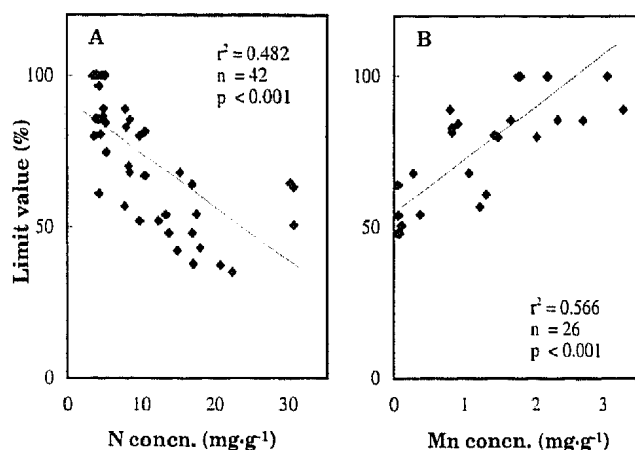 A
r² = 0.482
n = 42
p < 0.001
100
50
0
Limit value (%)
0
10
20
30
N concn. (mg·g⁻¹)
B
100
50
0
r² = 0.566
n = 26
p < 0.001
0
1
2
3
Mn concn. (mg·g⁻¹)